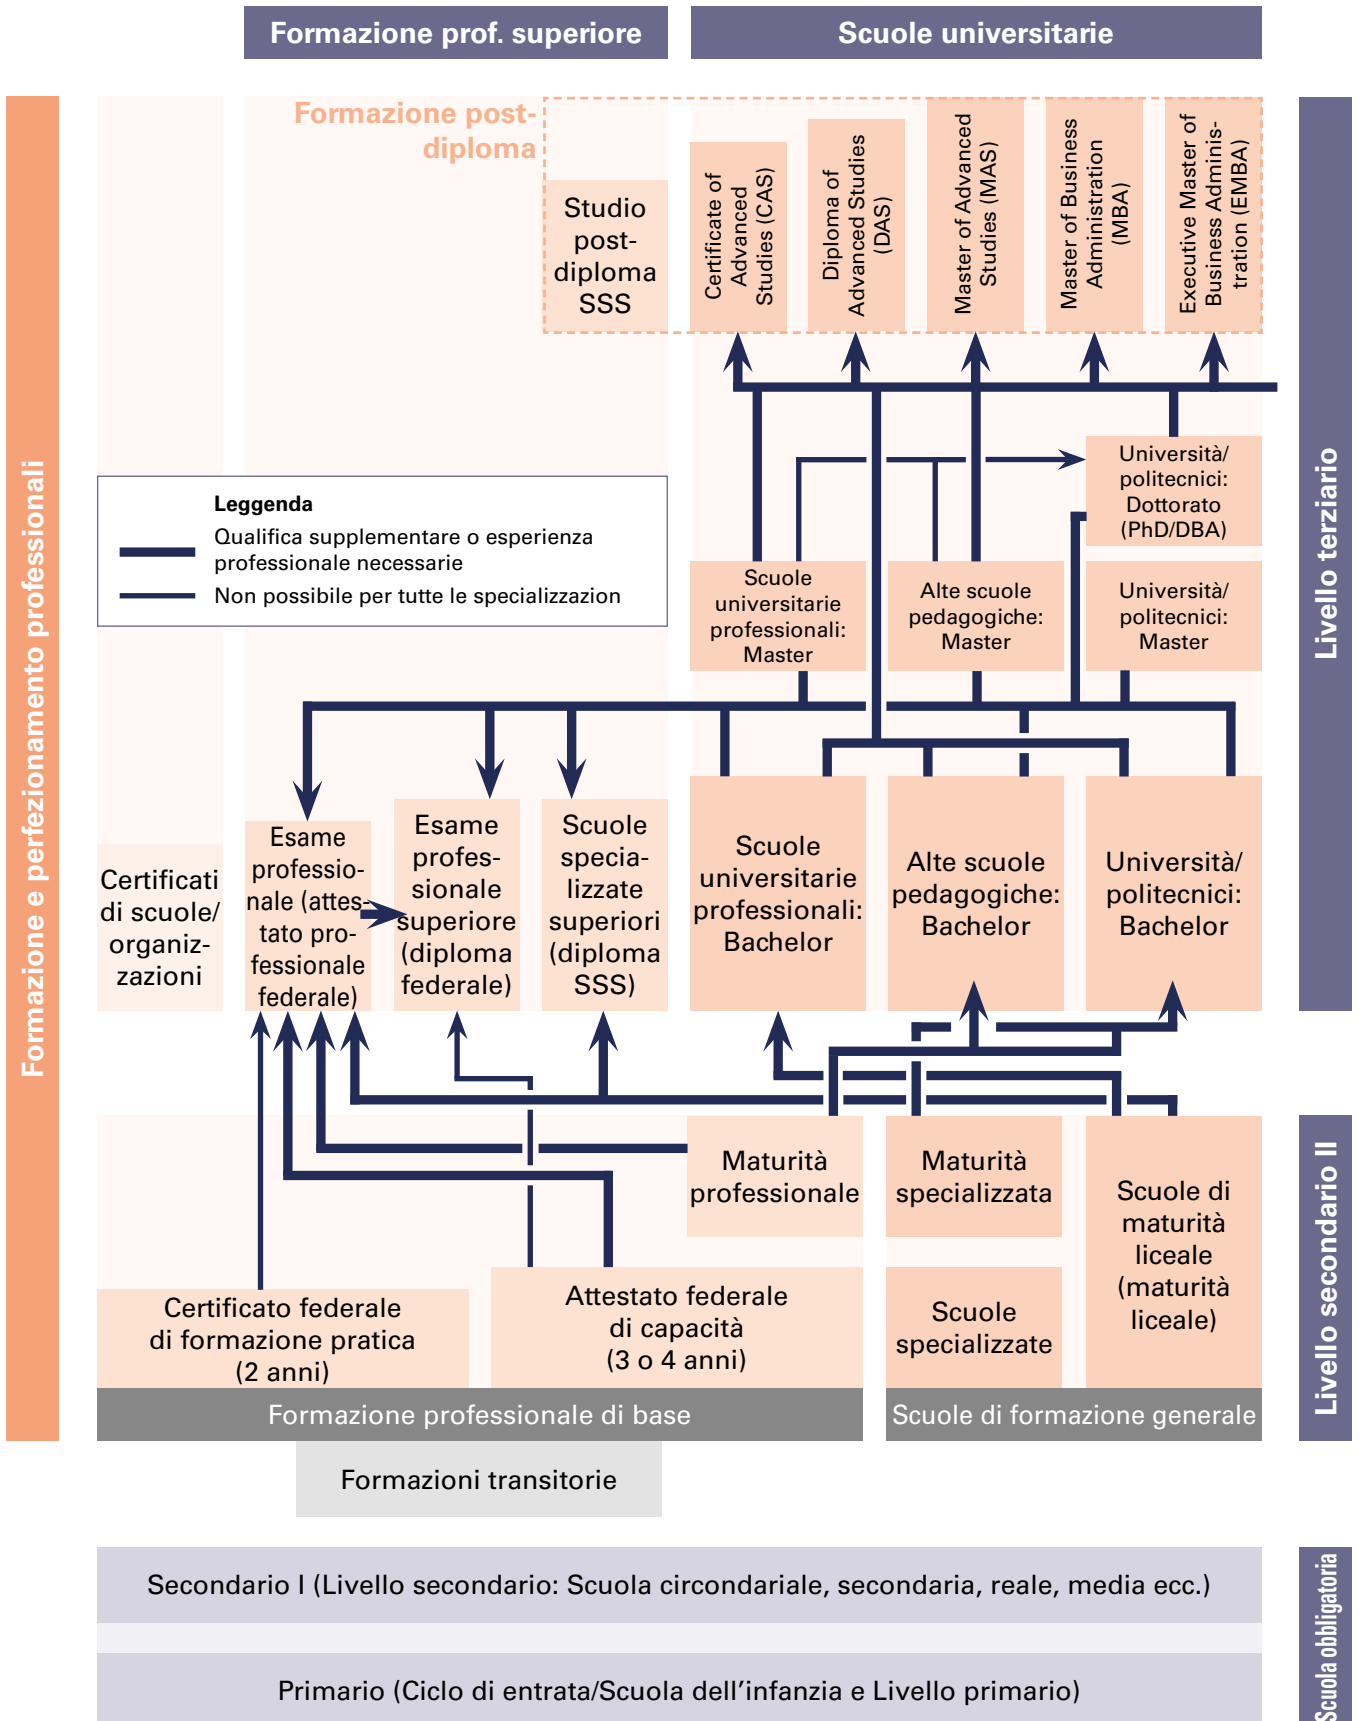 Formazione prof. superiore
Scuole universitarie
Formazione e perfezionamento professionali
Livello terziario
Formazione post-
diploma
Studio
post-
diploma
SSS
Certificate of
Advanced
Studies (CAS)
Diploma of
Advanced Studies
(DAS)
Master of Advanced
Studies (MAS)
Master of Business
Administration
(MBA)
Executive Master of
Business Adminis-
tration (EMBA)
Università/
politecnici:
Dottorato
(PhD/DBA)
Leggenda
Qualifica supplementare o esperienza
professionale necessarie
Non possibile per tutte le specializzazion
Scuole
universitarie
professionali:
Master
Alte scuole
pedagogiche:
Master
Università/
politecnici:
Master
Certificati
di scuole/
organiz-
zazioni
Esame
professio-
nale (attes-
tato pro-
fessionale
federale)
Esame
profes-
sionale
superiore
(diploma
federale)
Scuole
specia-
lizzate
superiori
(diploma
SSS)
Scuole
universitarie
professionali:
Bachelor
Alte scuole
pedagogiche:
Bachelor
Università/
politecnici:
Bachelor
Livello secondario II
Maturità
professionale
Maturità
specializzata
Scuole di
maturità
liceale
(maturità
liceale)
Certificato federale
di formazione pratica
(2 anni)
Attestato federale
di capacità
(3 o 4 anni)
Scuole
specializzate
Formazione professionale di base
Scuole di formazione generale
Formazioni transitorie
Secondario I (Livello secondario: Scuola circondariale, secondaria, reale, media ecc.)
Primario (Ciclo di entrata/Scuola dell’infanzia e Livello primario)
Scuola obbligatoria